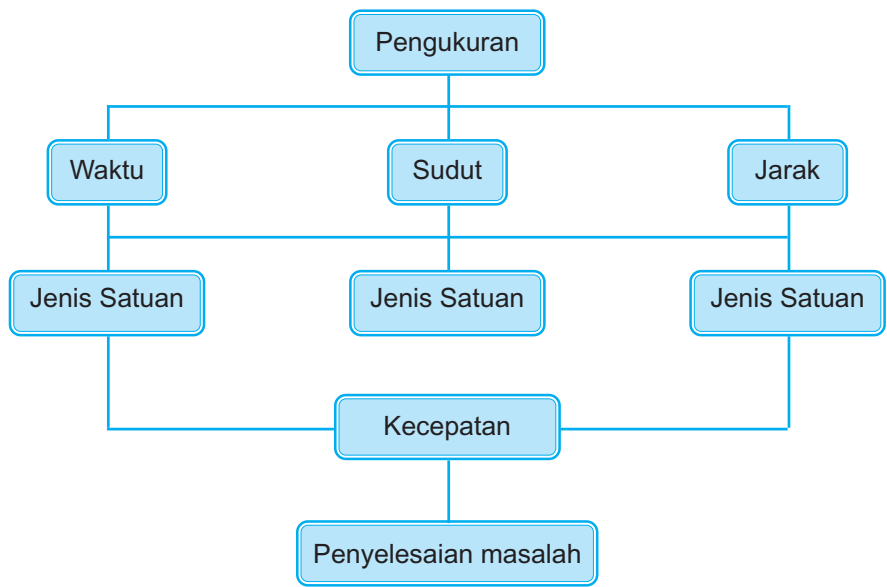 Pengukuran
Waktu
Sudut
Jarak
Jenis Satuan
Jenis Satuan
Jenis Satuan
Kecepatan
Penyelesaian masalah